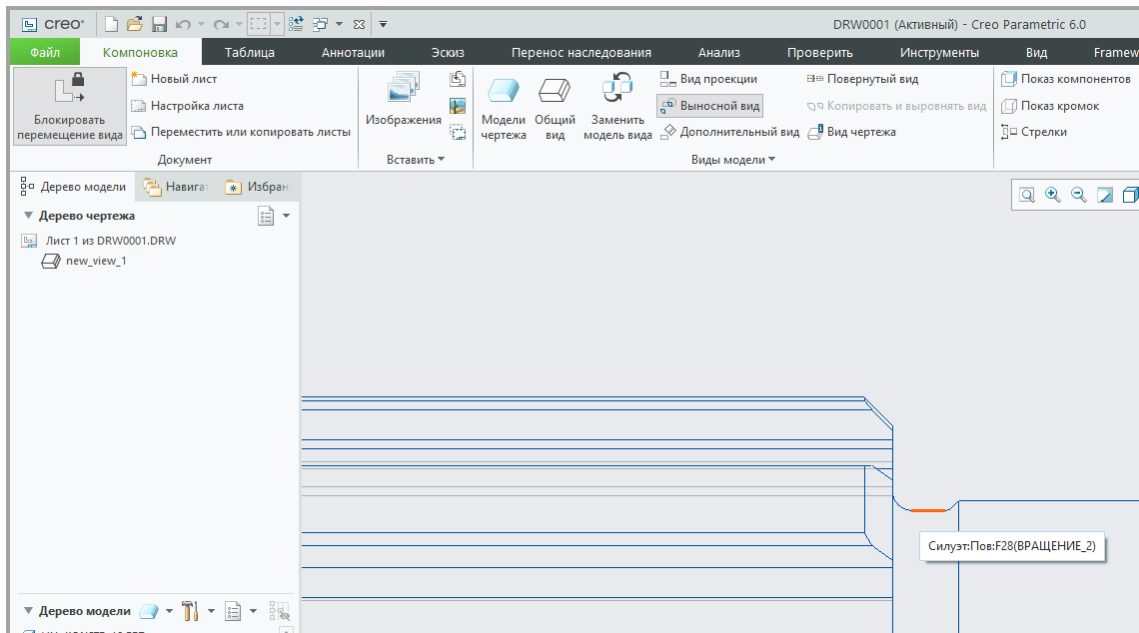 creo®
DRW0001 (Активный) - Creo Parametric 6.0
Файл Компоновка Таблица Аннотации Эскиз Перенос наследования Анализ Проверить Инструменты Вид Framew
Блокировать
перемещение вида
Новый лист
Настройка листа
Переместить или копировать листы
Документ
Изображения
Вставить
Модели
чертежа
Общий
вид
Заменить
модель вида
Вид проекции
Выносной вид
Дополнительный вид
Повернутый вид
Копировать и выровнять вид
Вид чертежа
Виды модели
Показ компонентов
Показ кромок
Стрелки
Дерево модели Навигат Избран
Дерево чертежа
Лист 1 из DRW0001.DRW
new_view_1
Силуэт:Пов:F28(ВРАЩЕНИЕ_2)
Дерево модели